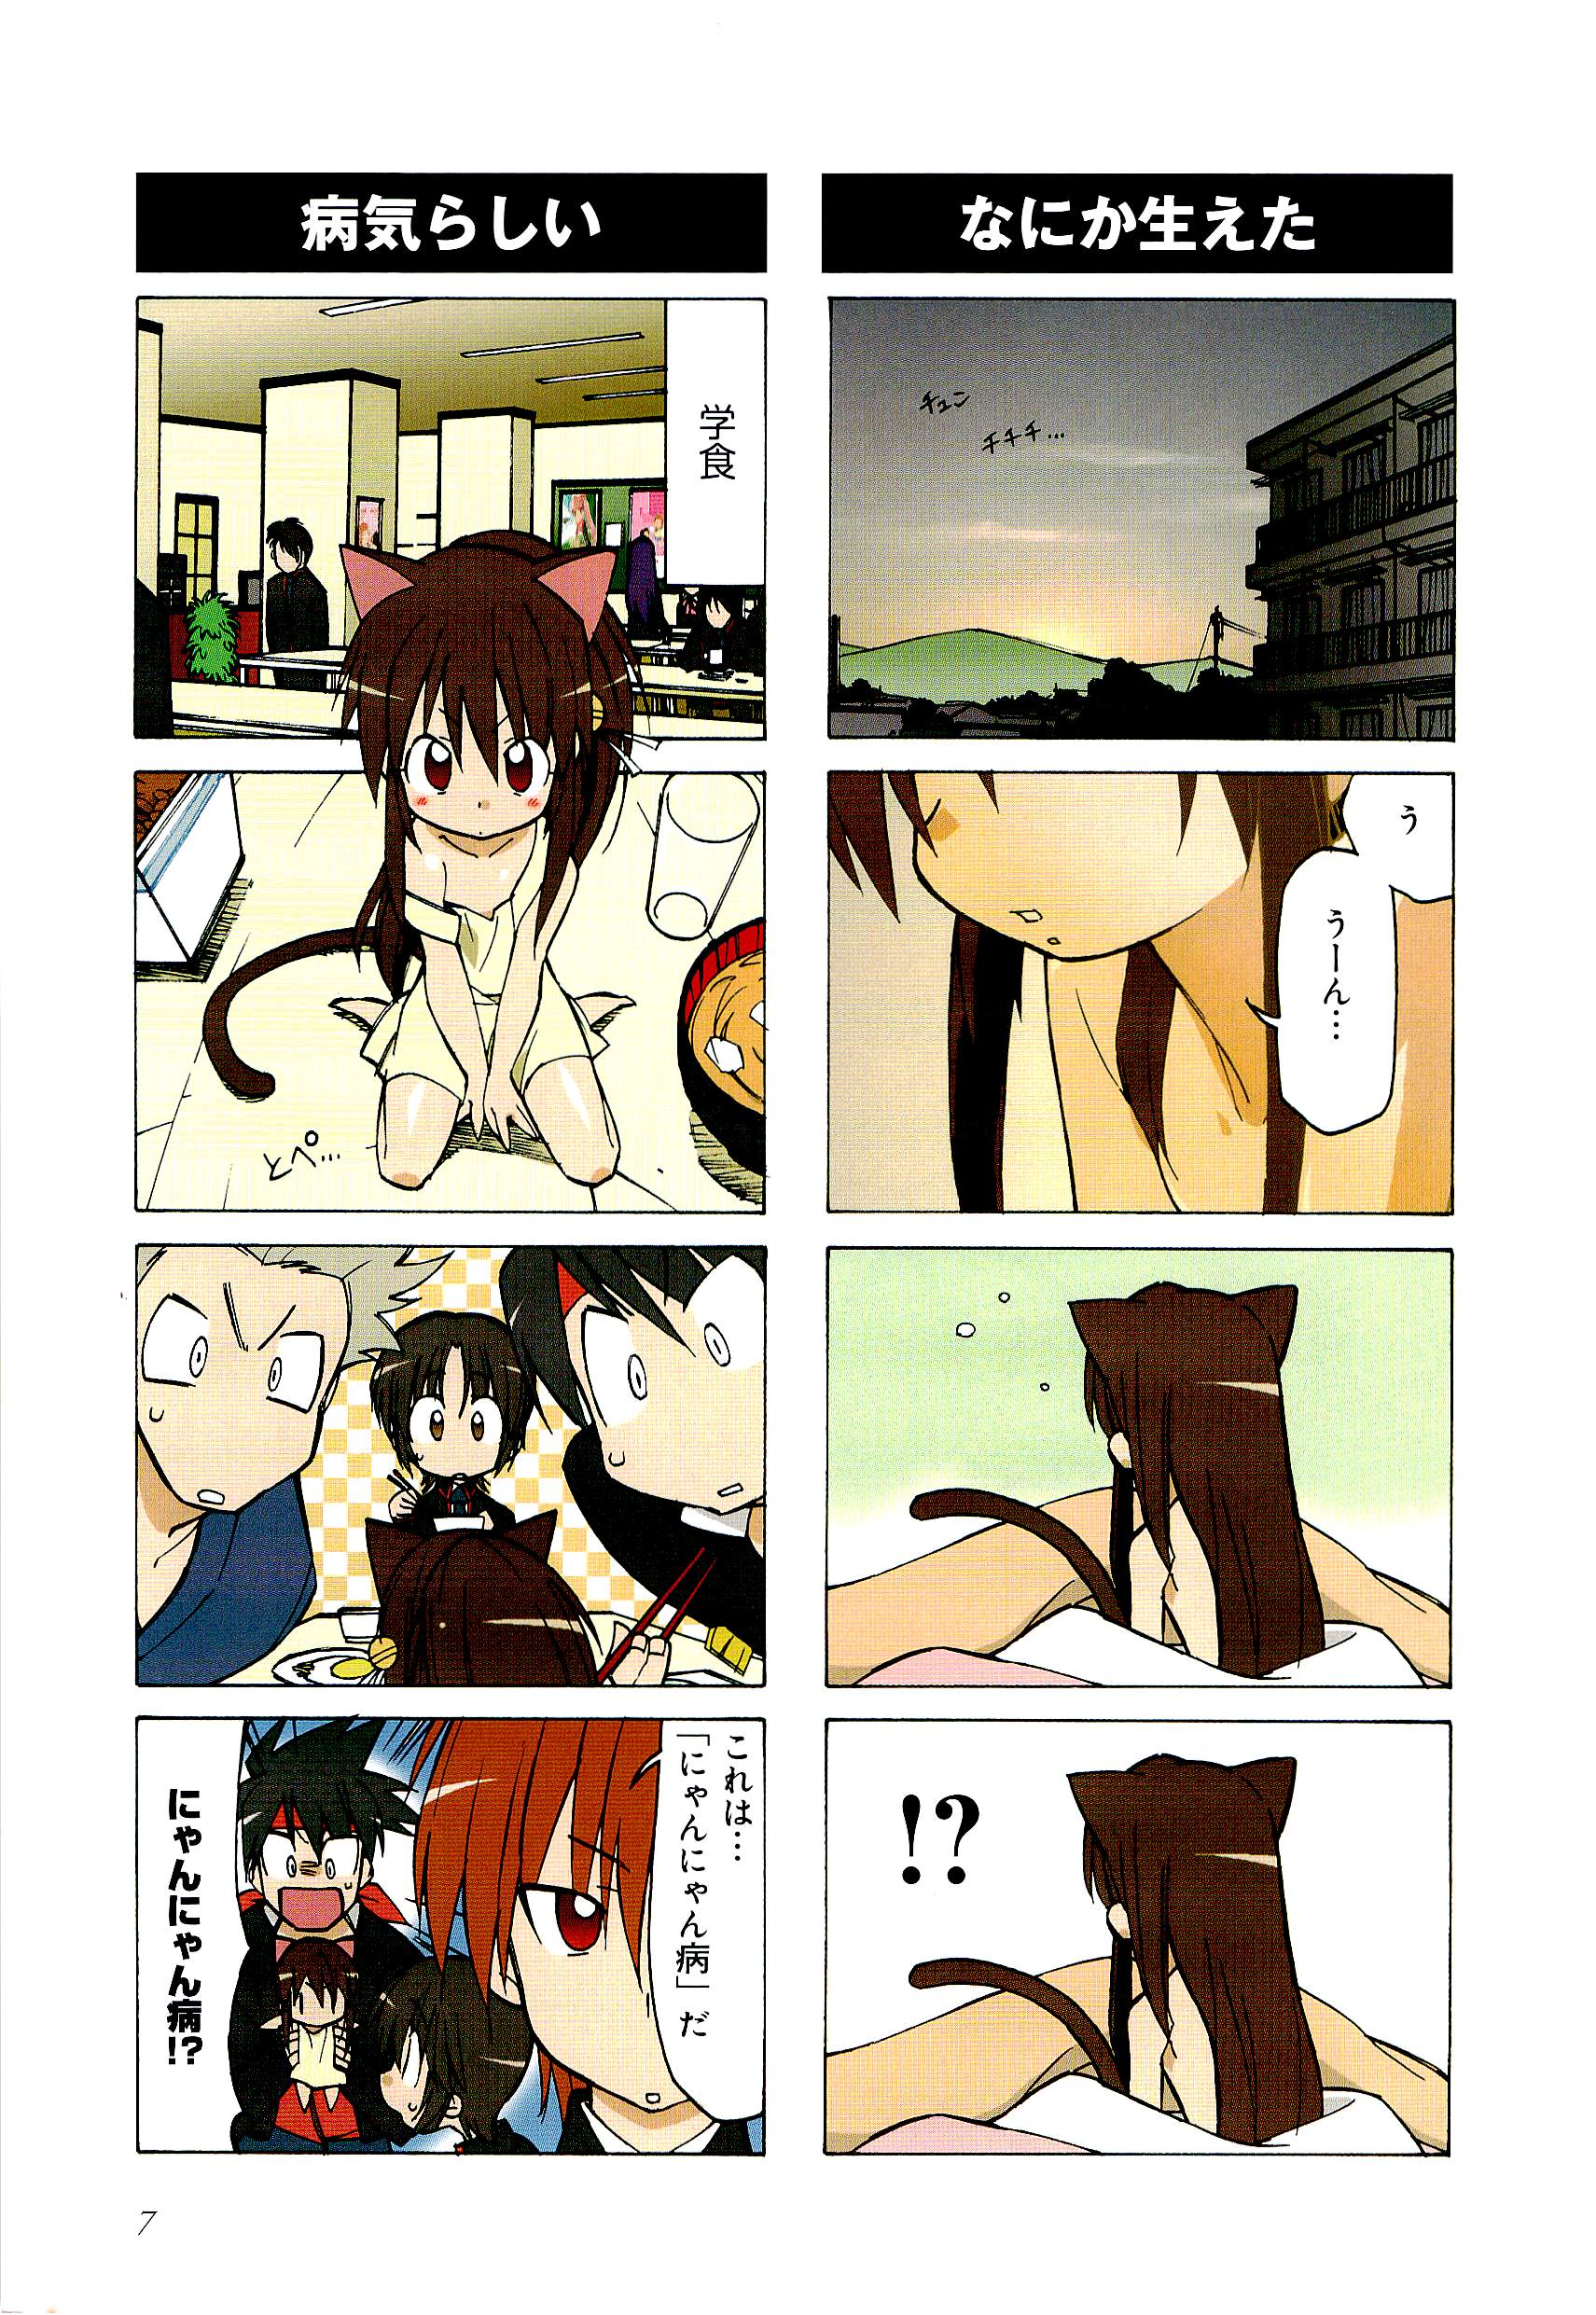 なにか生えた
チュン
チチチ…
う
うーん…
!?
病気らしい
学食
とぺ…
これは…
「にゃんにゃん病」だ
にゃんにゃん病!?
7